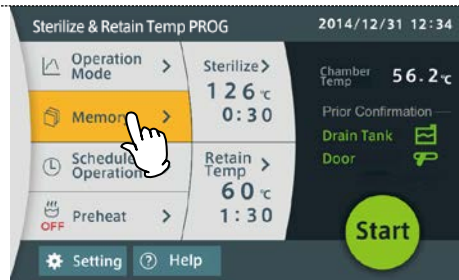 Sterilize & Retain Temp PROG
2014/12/31 12:34
Operation
Mode >
Memory >
Schedule
Operation
Preheat >
OFF
Sterilize >
126℃
0:30
Retain
Temp >
60℃
1:30
Chamber
Temp 56.2℃
Prior Confirmation
Drain Tank
Door
Start
Setting
? Help